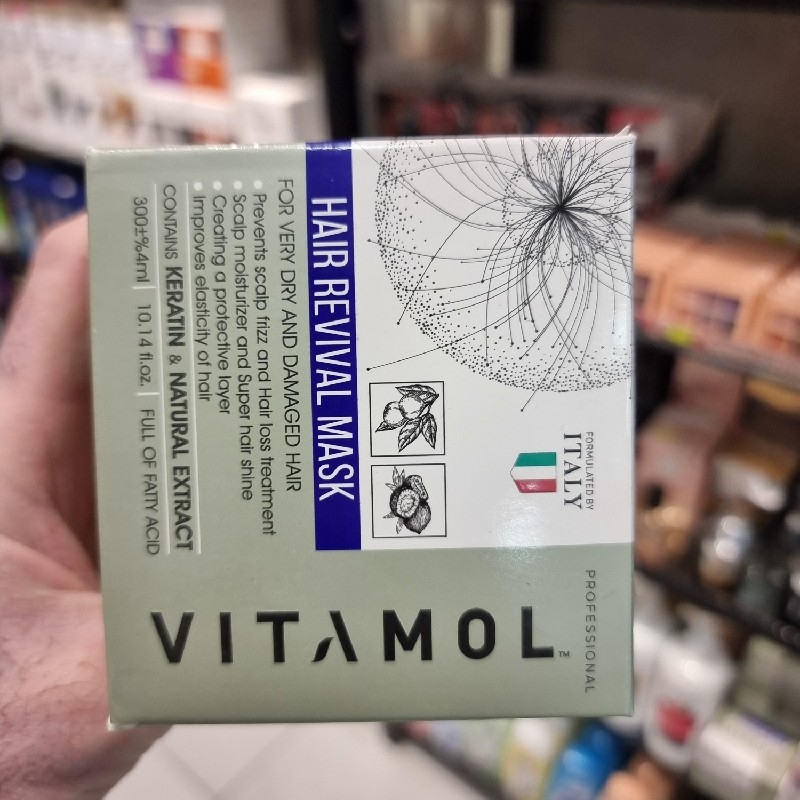 PROFESSIONAL
VITAMOL™
FORMULATED BY
ITALY
HAIR REVIVAL MASK
FOR VERY DRY AND DAMAGED HAIR
• Prevents scalp frizz and Hair loss treatment
• Scalp moisturizer and Super hair shine
• Creating a protective layer
• Improves elasticity of hair
CONTAINS KERATIN & NATURAL EXTRACT
300±%4ml | 10.14 fl.oz. | FULL OF FATTY ACID